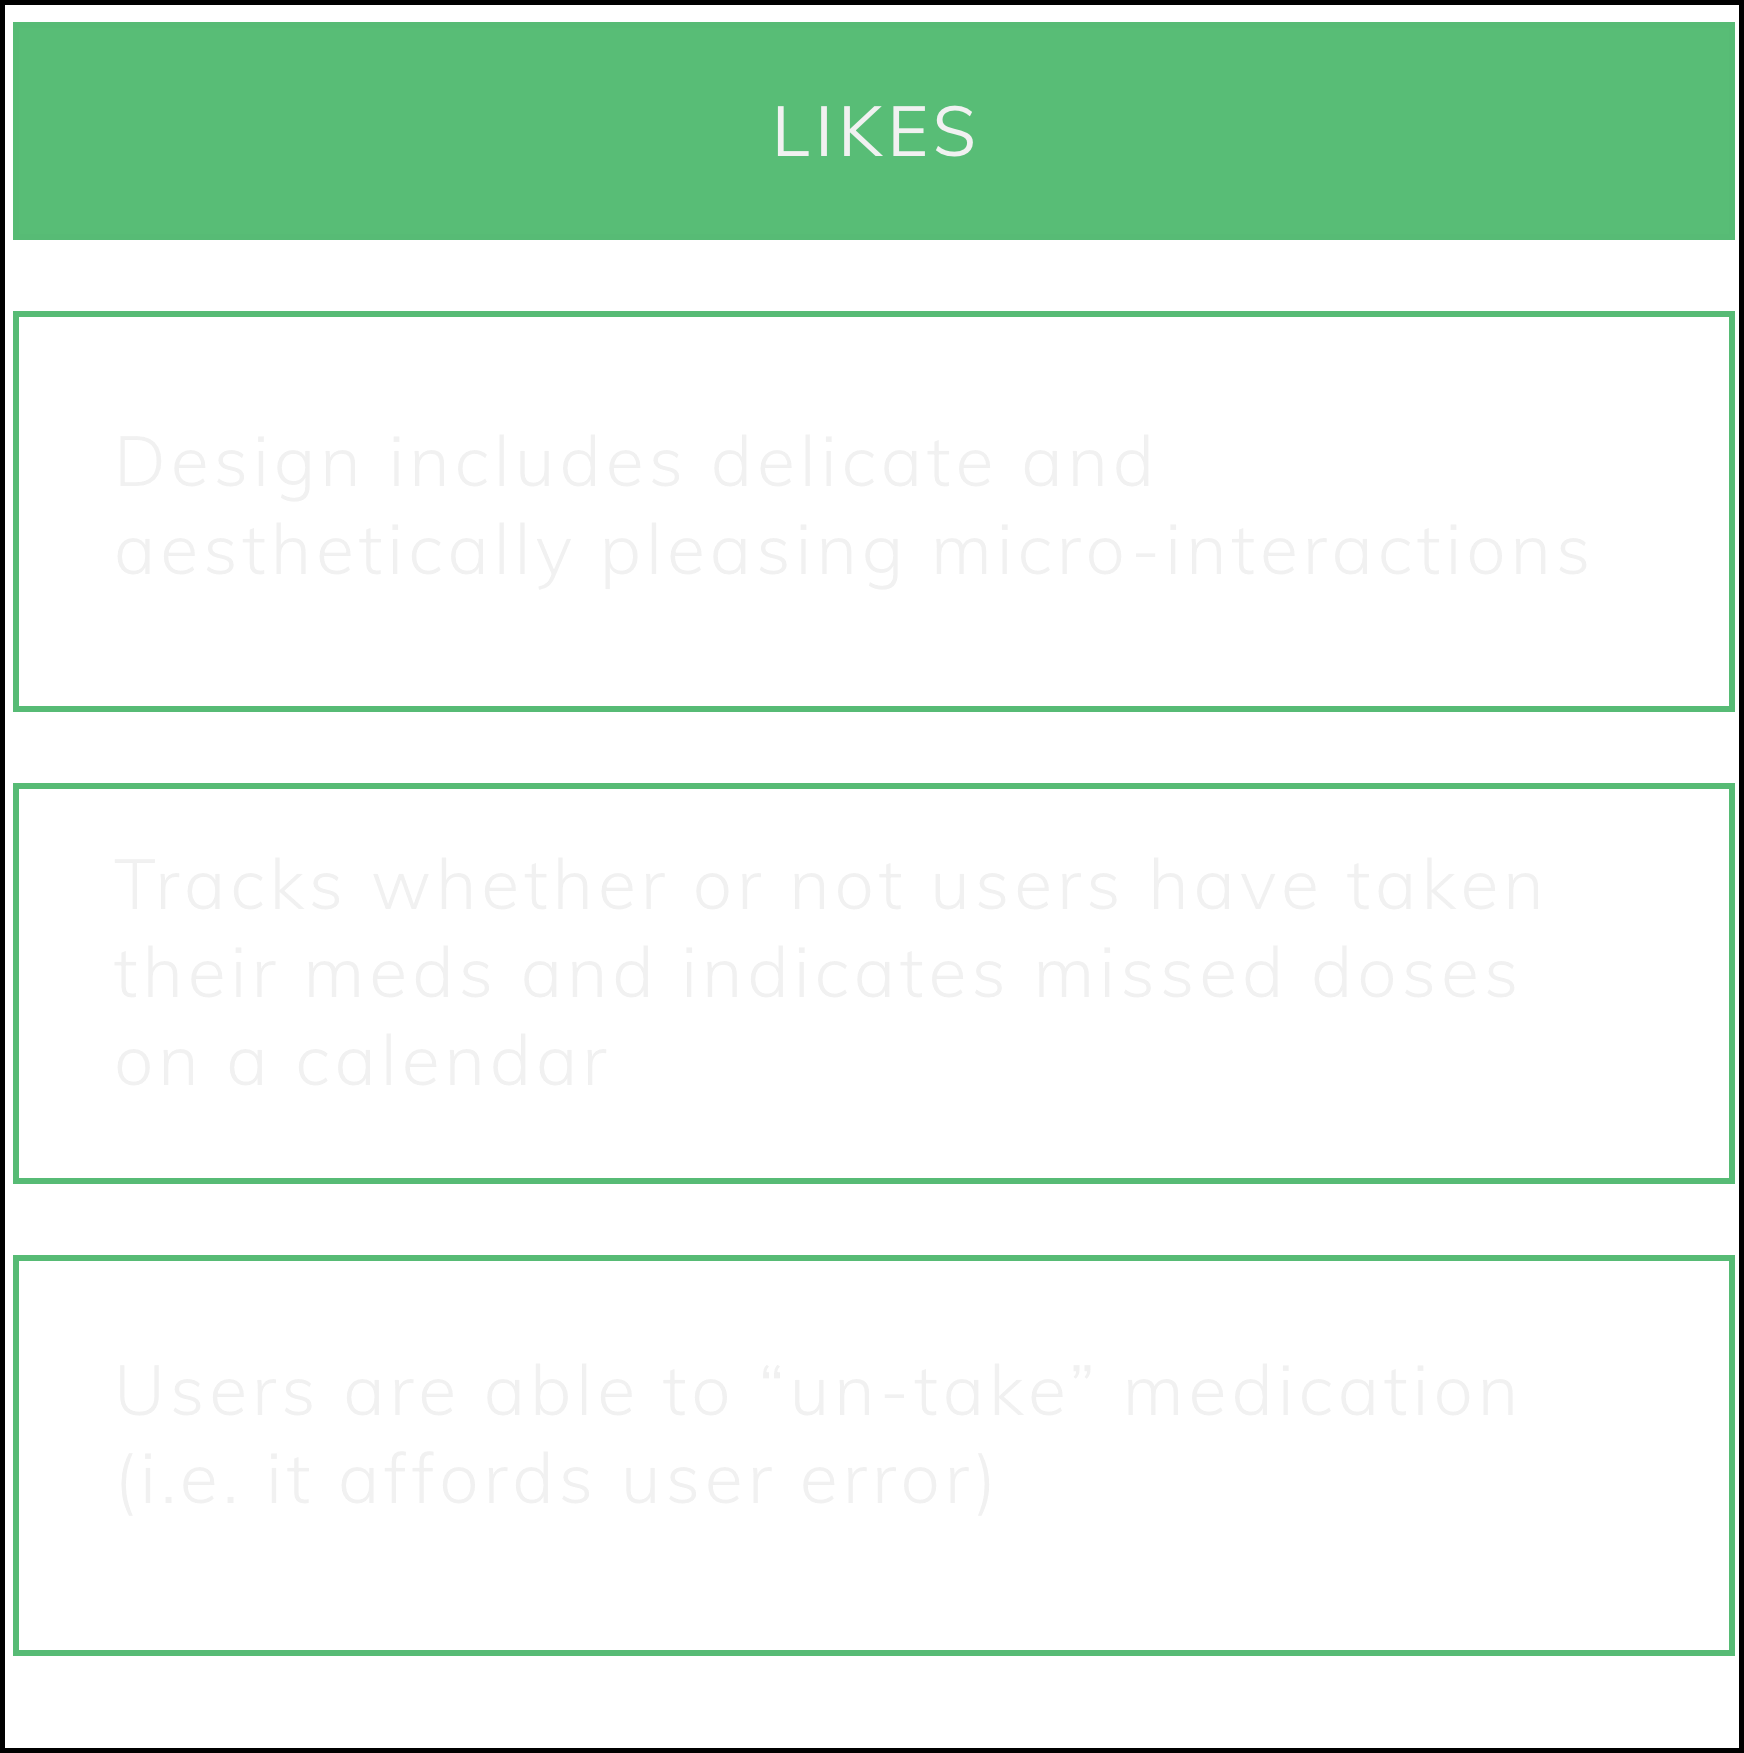 LIKES
Design includes delicate and
aesthetically pleasing micro-interactions
Tracks whether or not users have taken
their meds and indicates missed doses
on a calendar
Users are able to “un-take” medication
(i.e. it affords user error)